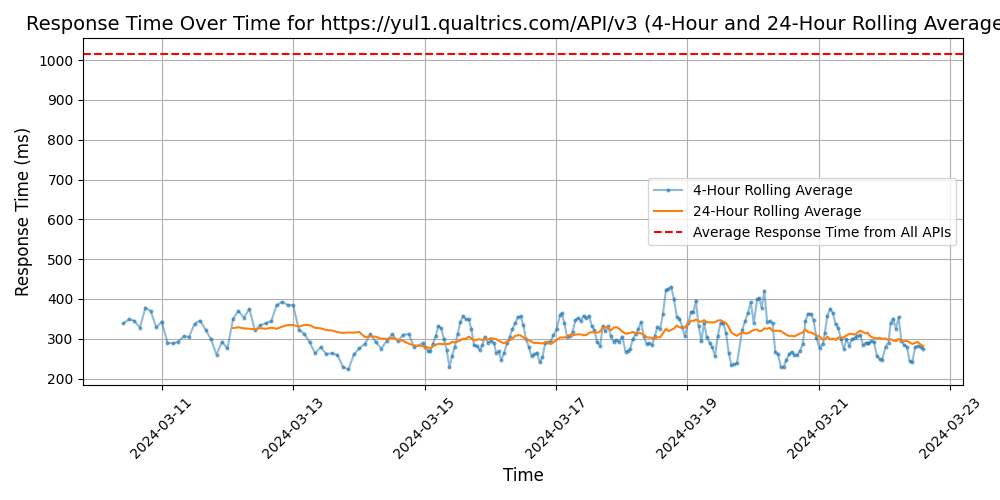 Response Time Over Time for https://yul1.qualtrics.com/API/v3 (4-Hour and 24-Hour Rolling Average
Response Time (ms)
1000
900
800
700
600
500
400
300
200
4-Hour Rolling Average
24-Hour Rolling Average
Average Response Time from All APIs
2024-03-11
2024-03-13
2024-03-15
2024-03-17
2024-03-19
2024-03-21
2024-03-23
Time